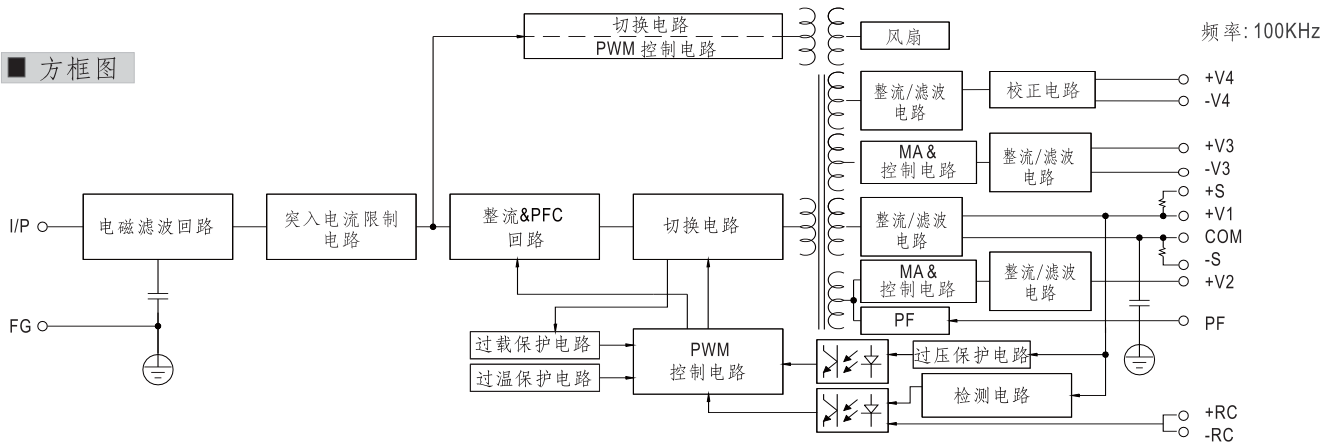 ■ 方框图
频率: 100KHz
切换电路
PWM 控制电路
风扇
整流/滤波
电路
校正电路
+V4
-V4
MA &
控制电路
整流/滤波
电路
+V3
-V3
I/P
电磁滤波回路
突入电流限制
电路
整流&PFC
回路
切换电路
整流/滤波
电路
+S
+V1
COM
-S
MA &
控制电路
整流/滤波
电路
+V2
PF
PF
FG
过载保护电路
过温保护电路
PWM
控制电路
过压保护电路
检测电路
+RC
-RC